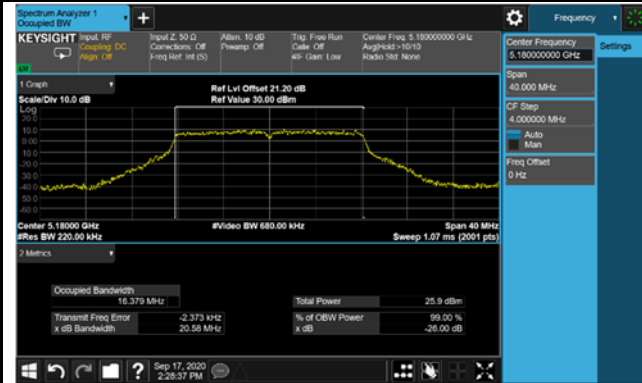 Spectrum Analyzer 1
Occupied BW
Frequency
KEYSIGHT
Input: RF
Coupling: DC
Align: Off
Input Z: 50 Ω
Corrections: Off
Freq Ref: Int (S)
Atten: 10 dB
Preamp: Off
Trig: Free Run
Gate: Off
#IF Gain: Low
Center Freq: 5.180000000 GHz
Avg|Hold:>10/10
Radio Std: None
Center Frequency
5.180000000 GHz
Settings
Span
40.000 MHz
CF Step
4.000000 MHz
Auto
Man
Freq Offset
0 Hz
1 Graph
Scale/Div 10.0 dB
Ref Lvl Offset 21.20 dB
Ref Value 30.00 dBm
Log
20.0
10.0
0.00
-10.0
-20.0
-30.0
-40.0
-50.0
-60.0
Center 5.18000 GHz
#Res BW 220.00 kHz
#Video BW 680.00 kHz
Span 40 MHz
Sweep 1.07 ms (2001 pts)
2 Metrics
Occupied Bandwidth
16.379 MHz
Total Power 25.9 dBm
Transmit Freq Error -2.373 kHz
% of OBW Power 99.00 %
x dB Bandwidth 20.58 MHz
x dB -26.00 dB
Sep 17, 2020
2:28:37 PM